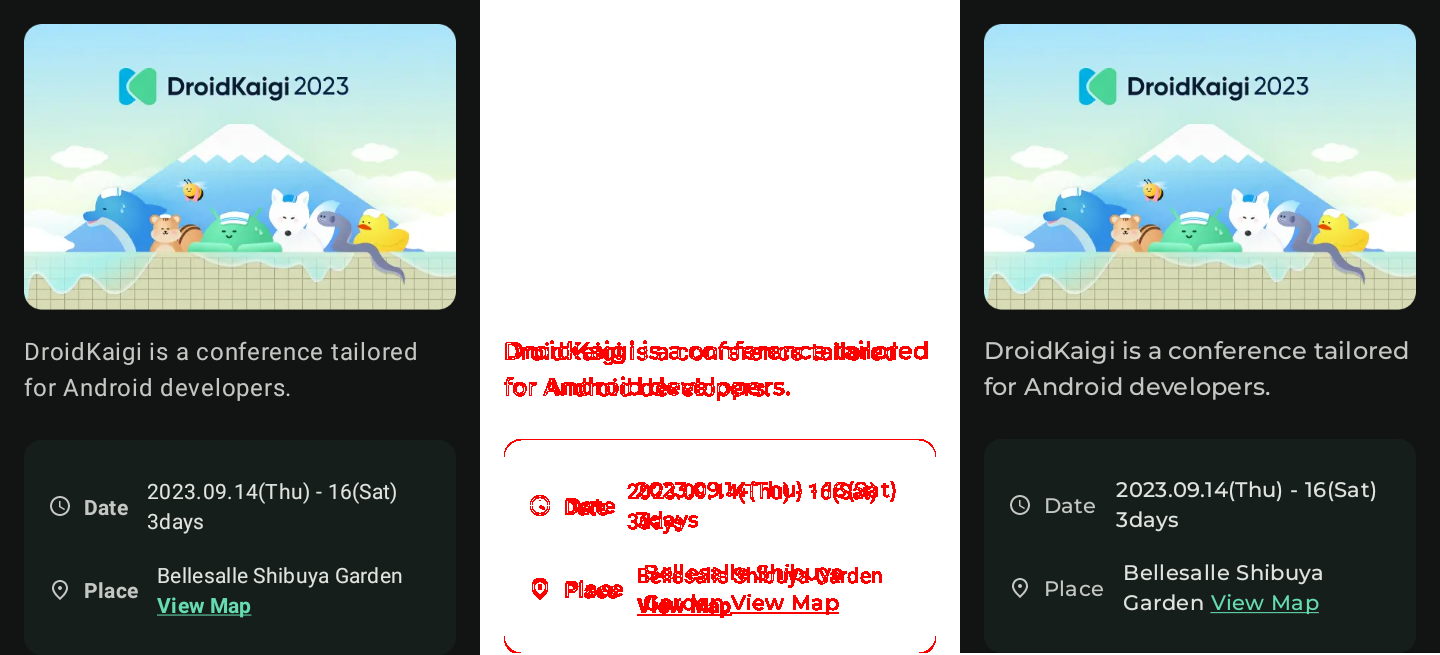 DroidKaigi 2023
DroidKaigi is a conference tailored
for Android developers.
Date
2023.09.14(Thu) - 16(Sat)
3days
Place
Bellesalle Shibuya Garden
View Map
DroidKaigi is a conference tailored
for Android developers.
Date
2023.09.14(Thu) - 16(Sat)
3days
Place
Bellesalle Shibuya Garden
View Map
DroidKaigi 2023
DroidKaigi is a conference tailored
for Android developers.
Date
2023.09.14(Thu) - 16(Sat)
3days
Place
Bellesalle Shibuya
Garden View Map